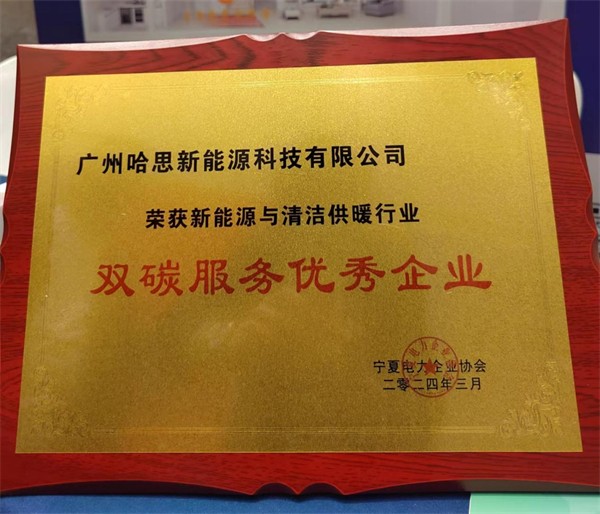 广州哈思新能源科技有限公司
荣获新能源与清洁供暖行业
双碳服务优秀企业
宁夏电力企业协会
二零二四年三月